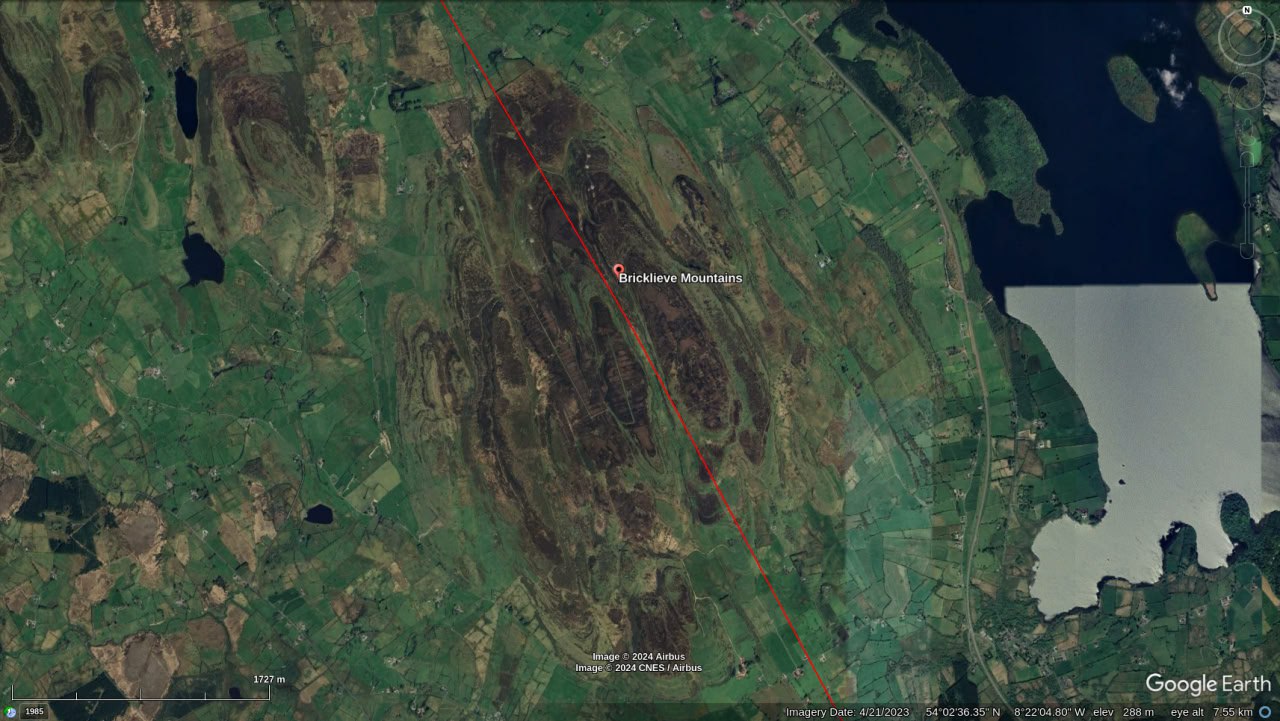 N
Bricklieve Mountains
Image © 2024 Airbus
Image © 2024 CNES / Airbus
1727 m
Google Earth
1985
Imagery Date: 4/21/2023 54°02'36.35" N 8°22'04.80" W elev 288 m eye alt 7.55 km